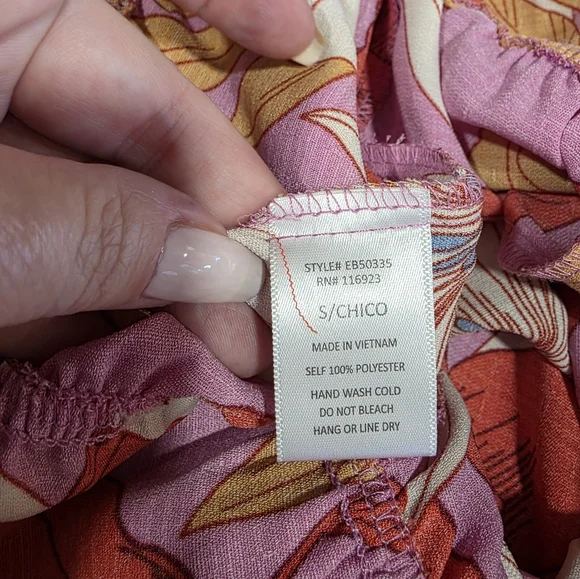 STYLE# EB50335
RN# 116923
S/CHICO
MADE IN VIETNAM
SELF 100% POLYESTER
HAND WASH COLD
DO NOT BLEACH
HANG OR LINE DRY